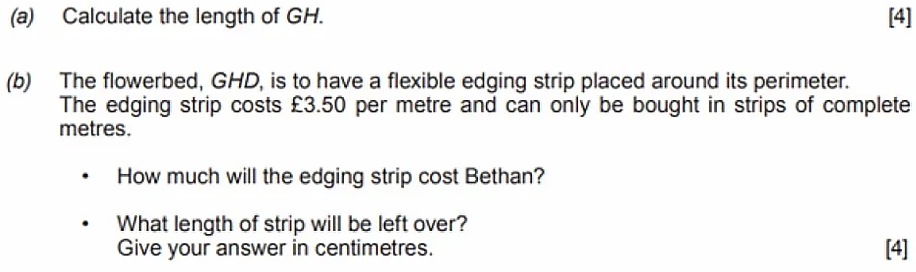 (a) Calculate the length of GH. [4]
(b) The flowerbed, GHD, is to have a flexible edging strip placed around its perimeter.
The edging strip costs £3.50 per metre and can only be bought in strips of complete
metres.
• How much will the edging strip cost Bethan?
• What length of strip will be left over?
Give your answer in centimetres. [4]